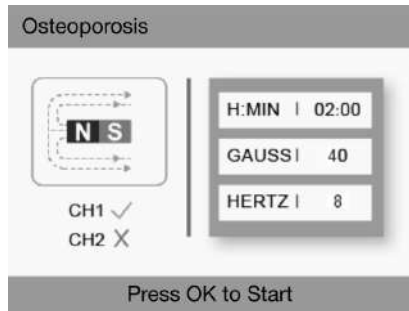 Osteoporosis
N S
CH1 ✓
CH2 X
H:MIN | 02:00
GAUSS | 40
HERTZ | 8
Press OK to Start